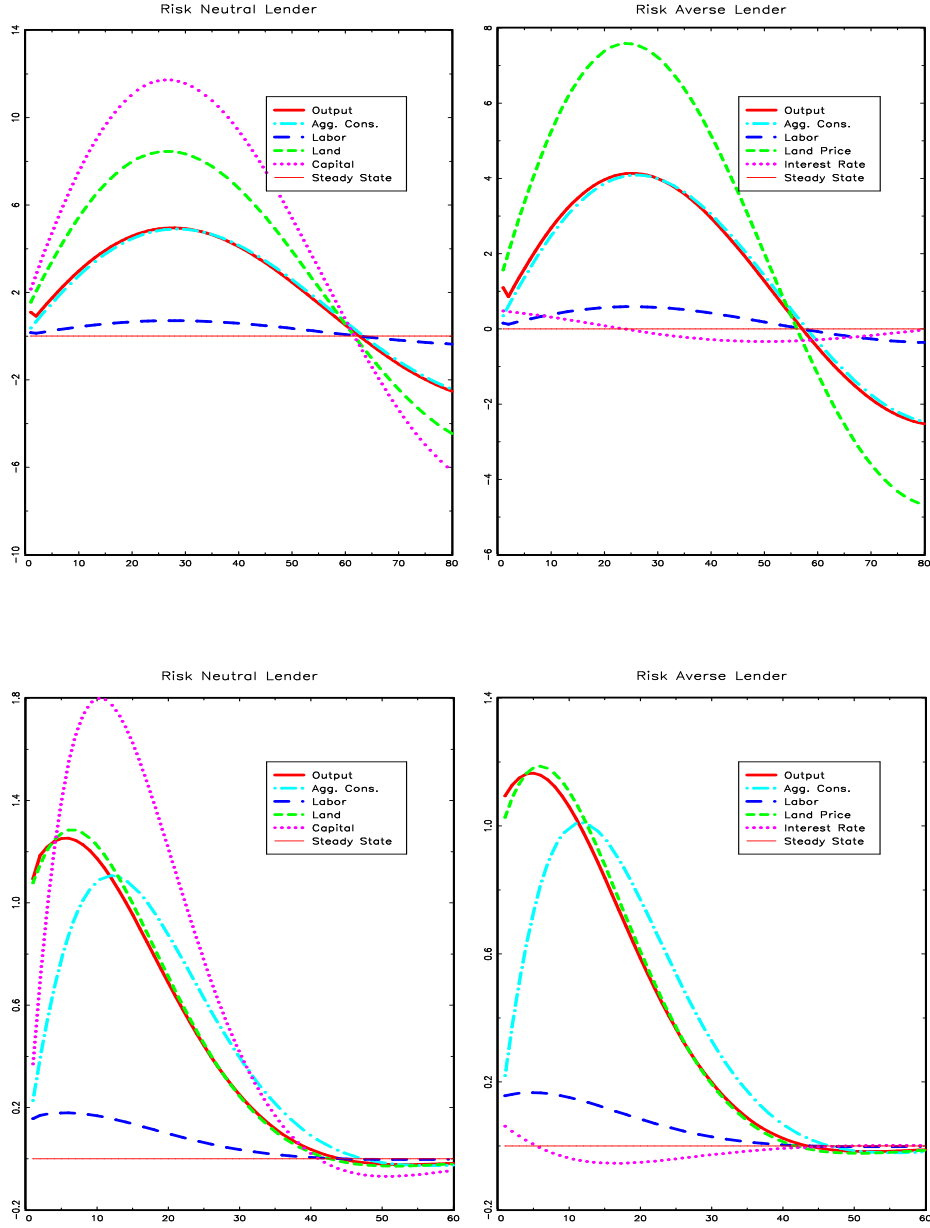 Risk Neutral Lender
14
10
6
2
-2
-6
-10
0 10 20 30 40 50 60 70 80
Output
Agg. Cons.
Labor
Land
Capital
Steady State
Risk Averse Lender
8
6
4
2
0
-2
-4
-6
0 10 20 30 40 50 60 70 80
Output
Agg. Cons.
Labor
Land Price
Interest Rate
Steady State
Risk Neutral Lender
1.8
1.4
1.0
0.6
0.2
-0.2
0 10 20 30 40 50 60
Output
Agg. Cons.
Labor
Land
Capital
Steady State
Risk Averse Lender
1.4
1.0
0.6
0.2
-0.2
0 10 20 30 40 50 60
Output
Agg. Cons.
Labor
Land Price
Interest Rate
Steady State